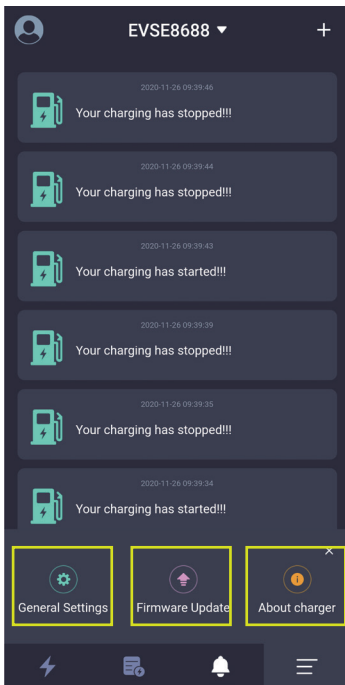 EVSE8688
2020-11-26 09:39:46
Your charging has stopped!!!
2020-11-26 09:39:44
Your charging has stopped!!!
2020-11-26 09:39:43
Your charging has started!!!
2020-11-26 09:39:39
Your charging has stopped!!!
2020-11-26 09:39:35
Your charging has stopped!!!
2020-11-26 09:39:34
Your charging has started!!!
General Settings Firmware Update About charger